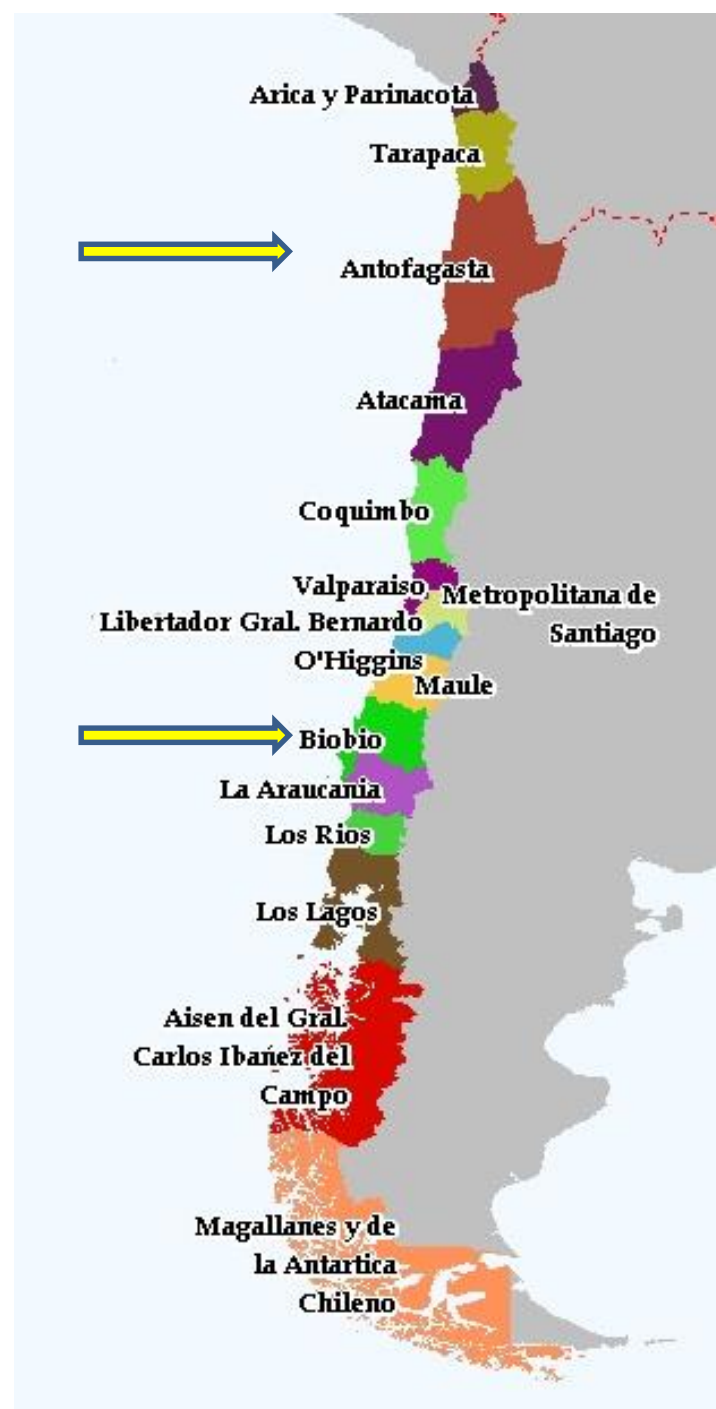 Arica y Parinacota
Tarapaca
Antofagasta
Atacama
Coquimbo
Valparaiso
Metropolitana de
Santiago
Libertador Gral. Bernardo
O'Higgins
Maule
Biobio
La Araucania
Los Rios
Los Lagos
Aisen del Gral.
Carlos Ibañez del
Campo
Magallanes y de
la Antartica
Chileno